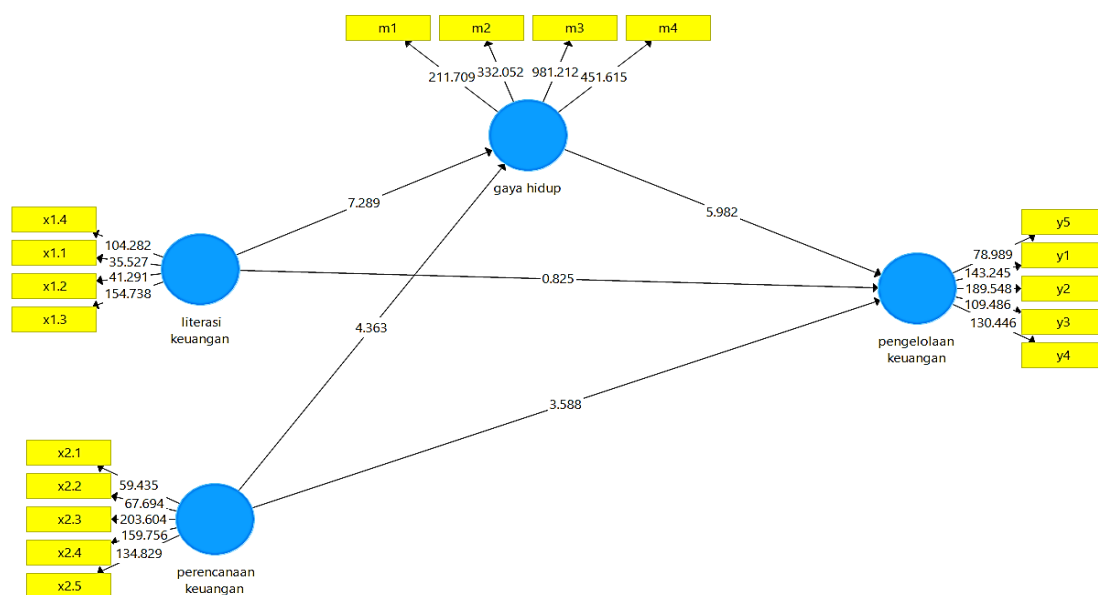 m1
m2
m3
m4
211.709
332.052
981.212
451.615
gaya hidup
7.289
5.982
x1.4
x1.1
x1.2
x1.3
104.282
35.527
41.291
154.738
literasi
keuangan
0.825
4.363
3.588
y5
y1
y2
y3
y4
78.989
143.245
189.548
109.486
130.446
pengelolaan
keuangan
x2.1
x2.2
x2.3
x2.4
x2.5
59.435
67.694
203.604
159.756
134.829
perencanaan
keuangan